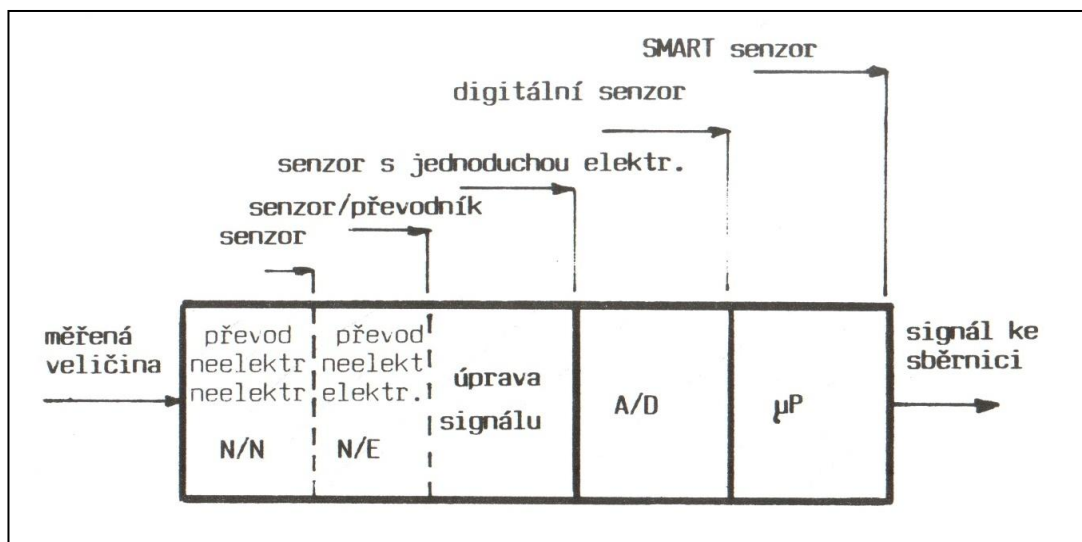 SMART senzor
digitální senzor
senzor s jednoduchou elektr.
senzor/převodník
senzor
měřená
veličina
převod
neelektr
neelektr
N/N
převod
neelekt
elektr.
N/E
úprava
signálu
A/D
µP
signál ke
sběrnici